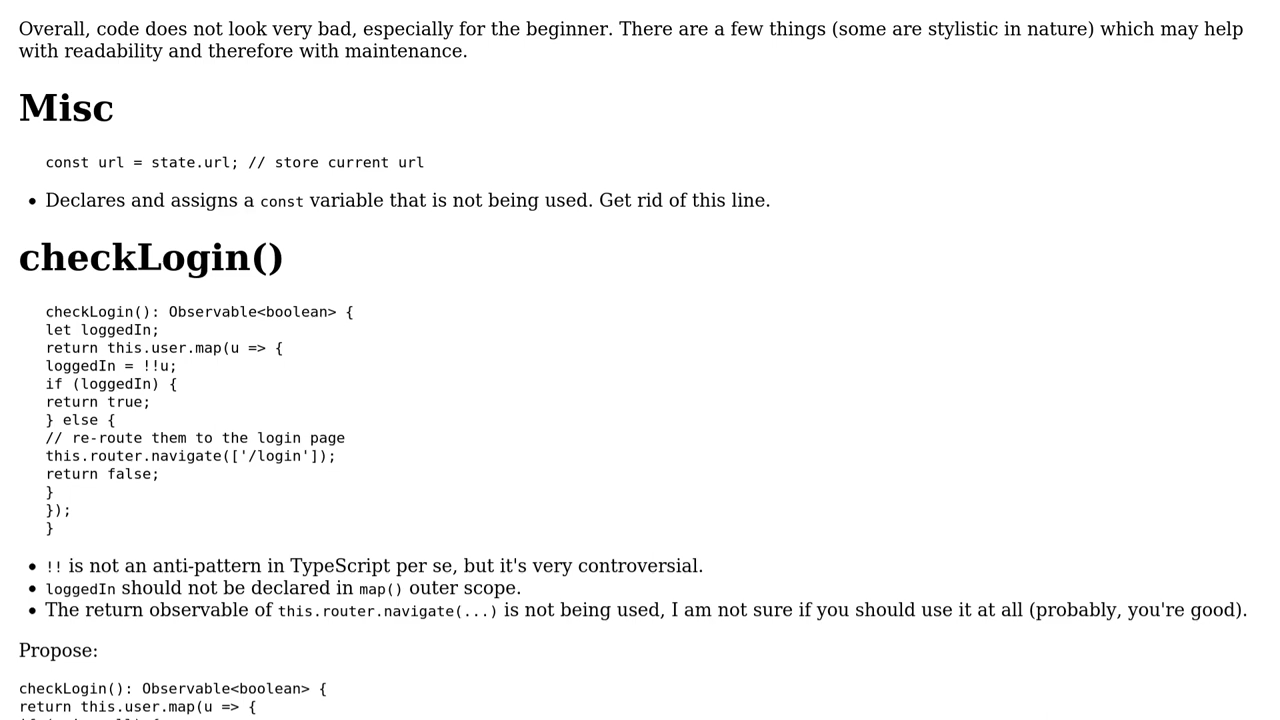 Overall, code does not look very bad, especially for the beginner. There are a few things (some are stylistic in nature) which may help
with readability and therefore with maintenance.
Misc
const url = state.url; // store current url
• Declares and assigns a const variable that is not being used. Get rid of this line.
checkLogin()
checkLogin(): Observable<boolean> {
let loggedIn;
return this.user.map(u => {
loggedIn = !!u;
if (loggedIn) {
return true;
} else {
// re-route them to the login page
this.router.navigate(['/login']);
return false;
}
});
}
• !! is not an anti-pattern in TypeScript per se, but it's very controversial.
• loggedIn should not be declared in map() outer scope.
• The return observable of this.router.navigate(...) is not being used, I am not sure if you should use it at all (probably, you're good).
Propose:
checkLogin(): Observable<boolean> {
return this.user.map(u => {